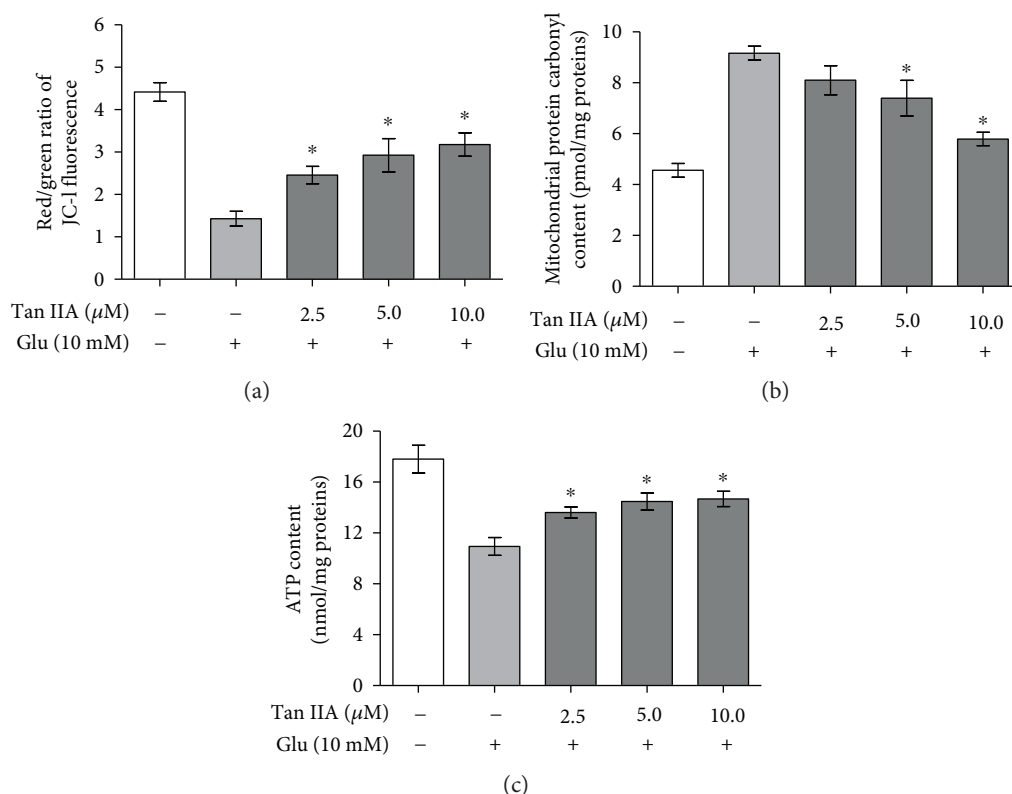 Red/green ratio of
JC-1 fluorescence
6
5
4
3
2
1
0
*
*
*
Tan IIA (μM) – – 2.5 5.0 10.0
Glu (10 mM) – + + + +
(a)
Mitochondrial protein carbonyl
content (pmol/mg proteins)
10
8
6
4
2
0
*
*
Tan IIA (μM) – – 2.5 5.0 10.0
Glu (10 mM) – + + + +
(b)
ATP content
(nmol/mg proteins)
20
16
12
8
4
0
* * *
Tan IIA (μM) – – 2.5 5.0 10.0
Glu (10 mM) – + + + +
(c)